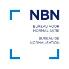 NBN
BUREAU VOOR
NORMALISATIE
BUREAU DE
NORMALISATION